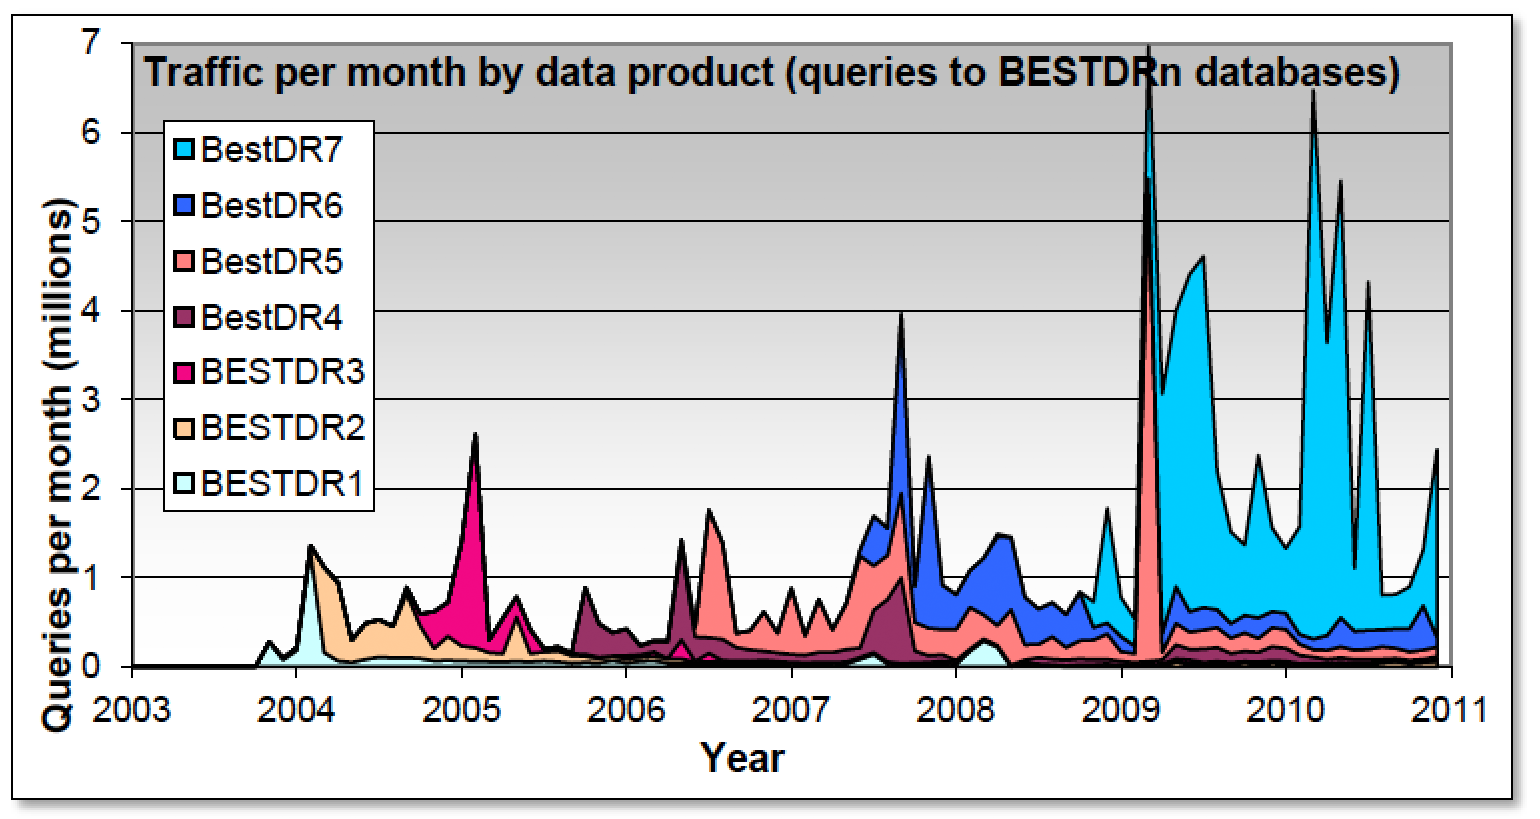 Traffic per month by data product (queries to BESTDRn databases)
Queries per month (millions)
7
6
5
4
3
2
1
0
BestDR7
BestDR6
BestDR5
BestDR4
BESTDR3
BESTDR2
BESTDR1
2003 2004 2005 2006 2007 2008 2009 2010 2011
Year